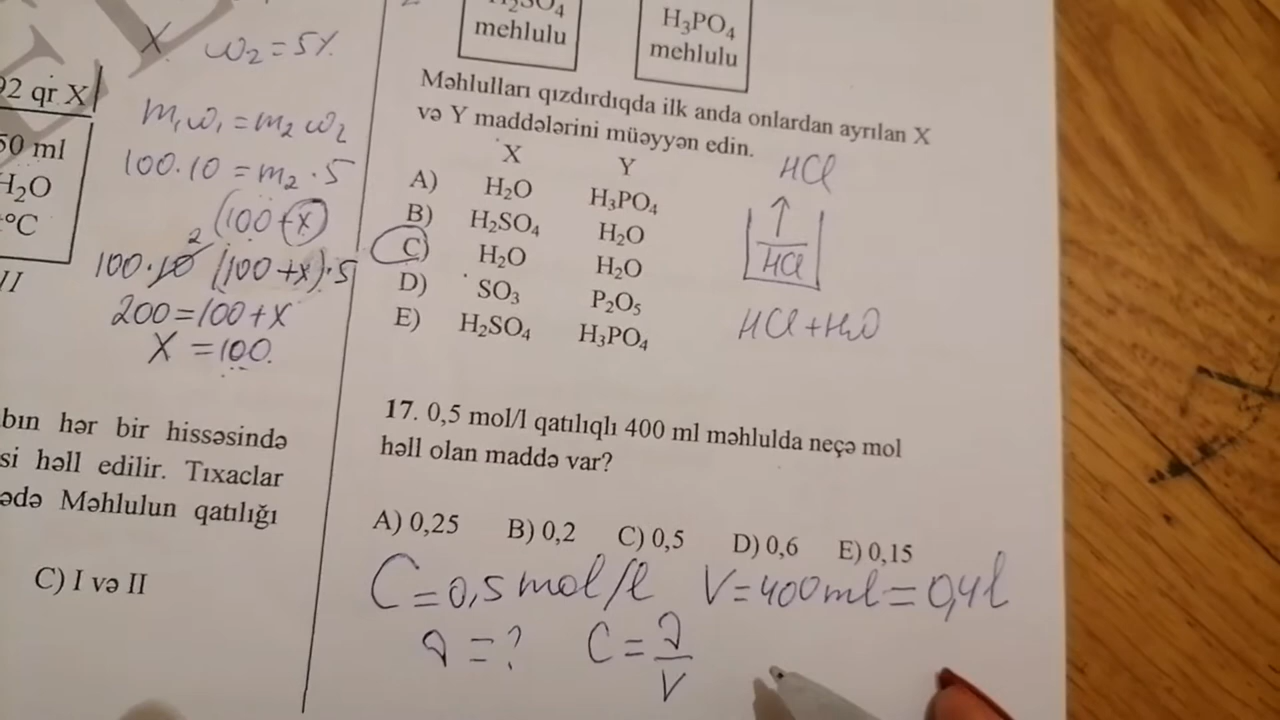 X ω₂ = 5%
92 qr X
50 ml
H₂O
°C
II
m₁ω₁ = m₂ω₂
100·10 = m₂·5
(100+x)
2
100·10 (100+x)·5
200 = 100+x
X = 100.
bın hər bir hissəsində
si həll edilir. Tıxaclar
ədə Məhlulun qatılığı
C) I və II
H₂SO₄
mehlulu
H₃PO₄
mehlulu
Məhlulları qızdırdıqda ilk anda onlardan ayrılan X
və Y maddələrini müəyyən edin.
X Y
A) H₂O H₃PO₄
B) H₂SO₄ H₂O
C) H₂O H₂O
D) SO₃ P₂O₅
E) H₂SO₄ H₃PO₄
HCl
↑
HCl
HCl + H₂O
17. 0,5 mol/l qatılıqlı 400 ml məhlulda neçə mol
həll olan maddə var?
A) 0,25 B) 0,2 C) 0,5 D) 0,6 E) 0,15
C = 0,5 mol/l V = 400 ml = 0,4 l
∂ = ? C = ∂/V